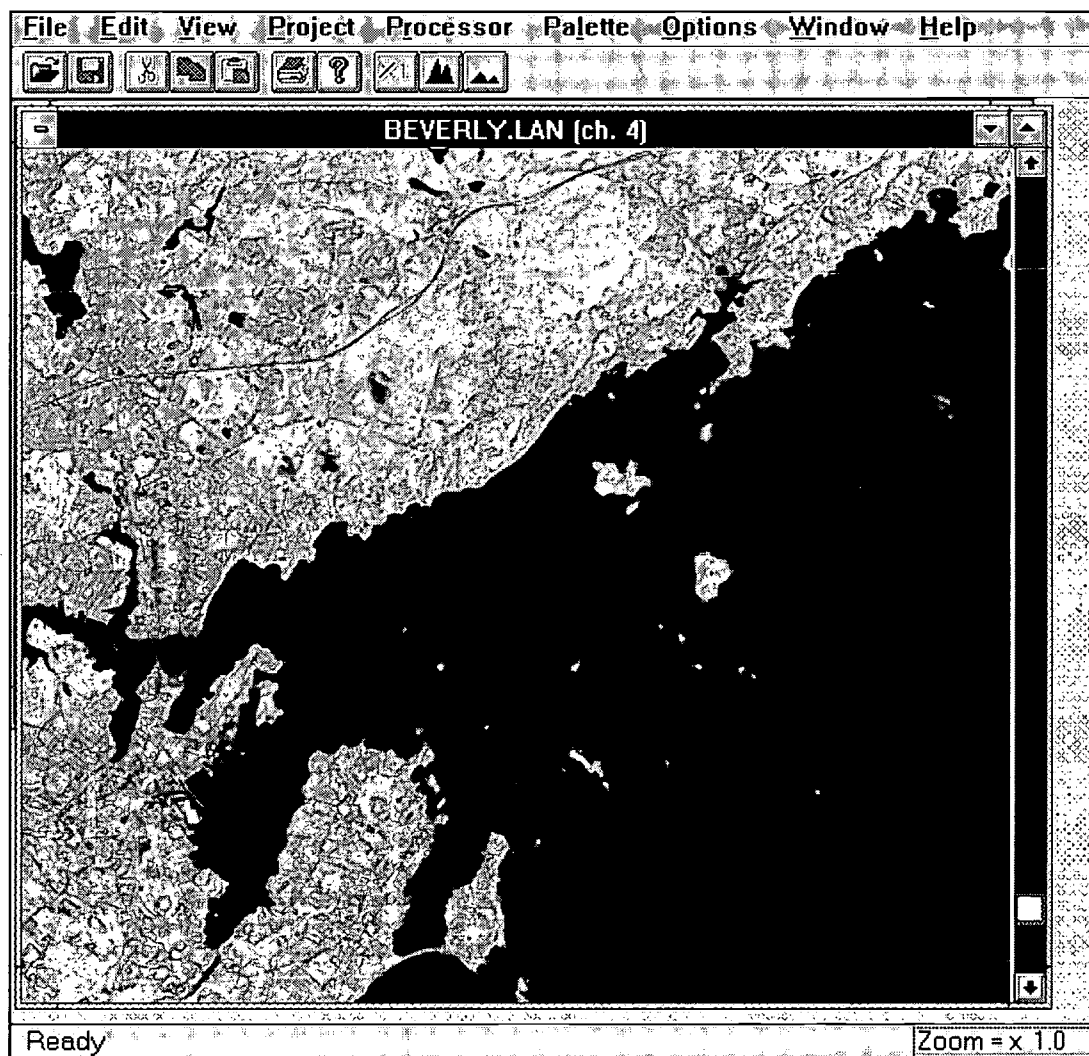 File Edit View Project Processor Palette Options Window Help
BEVERLY.LAN (ch. 4)
Ready
Zoom = x 1.0